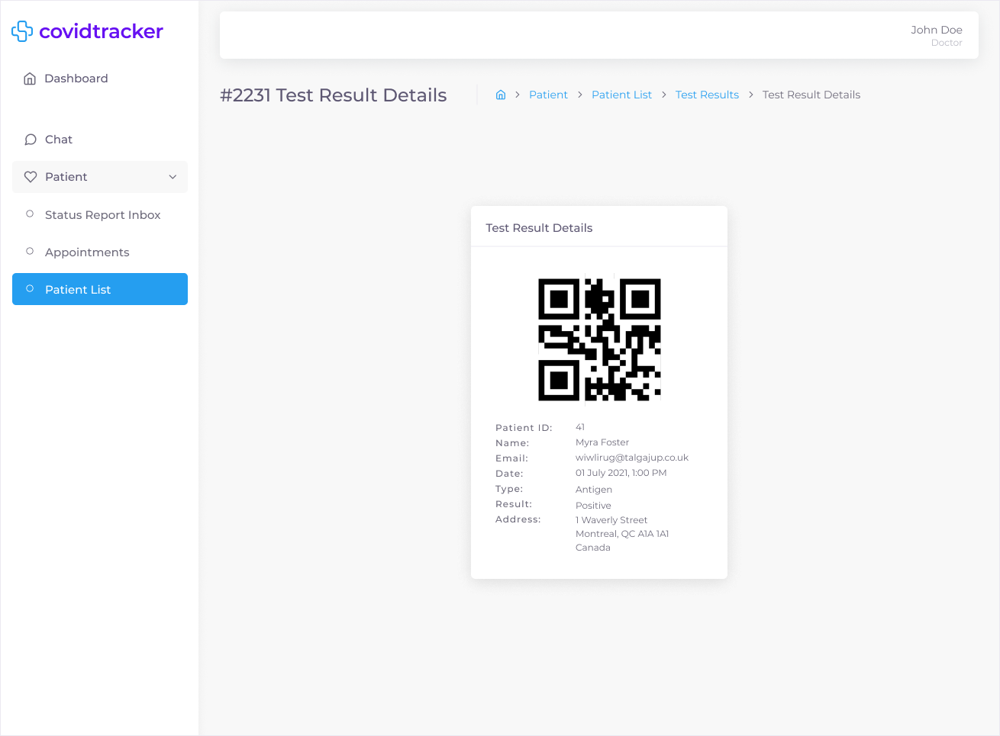 covidtracker
Dashboard
Chat
Patient
Status Report Inbox
Appointments
Patient List
John Doe
Doctor
#2231 Test Result Details
Patient Patient List Test Results Test Result Details
Test Result Details
Patient ID: 41
Name: Myra Foster
Email: wiwlirug@talgajup.co.uk
Date: 01 July 2021, 1:00 PM
Type: Antigen
Result: Positive
Address: 1 Waverly Street
Montreal, QC A1A 1A1
Canada